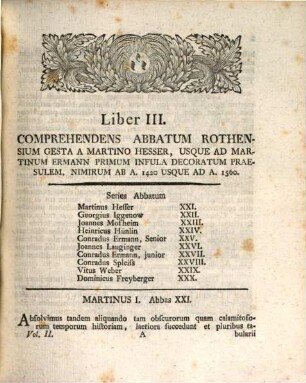 Liber III.
COMPREHENDENS ABBATUM ROTHEN-
SIUM GESTA A MARTINO HESSER, USQUE AD MAR-
TINUM ERMANN PRIMUM INFULA DECORATUM PRAE-
SULEM, NIMIRUM AB A. 1420 USQUE AD A. 1560.
Series Abbatum
Martinus Hesser XXI.
Georgius Iggenow XXII.
Joannes Mosheim XXIII.
Heinricus Hünlin XXIV.
Conradus Ermann, Senior XXV.
Joannes Lauginger XXVI.
Conradus Ermann, junior XXVII.
Conradus Spleiss XXVIII.
Vitus Weber XXIX.
Dominicus Freyberger XXX.
MARTINUS I. Abbas XXI.
Absolvimus tandem aliquando tam obscurorum quam calamitoso-
rum temporum historiam, laetiora succedunt et pluribus ta-
Vol. II. A bularii